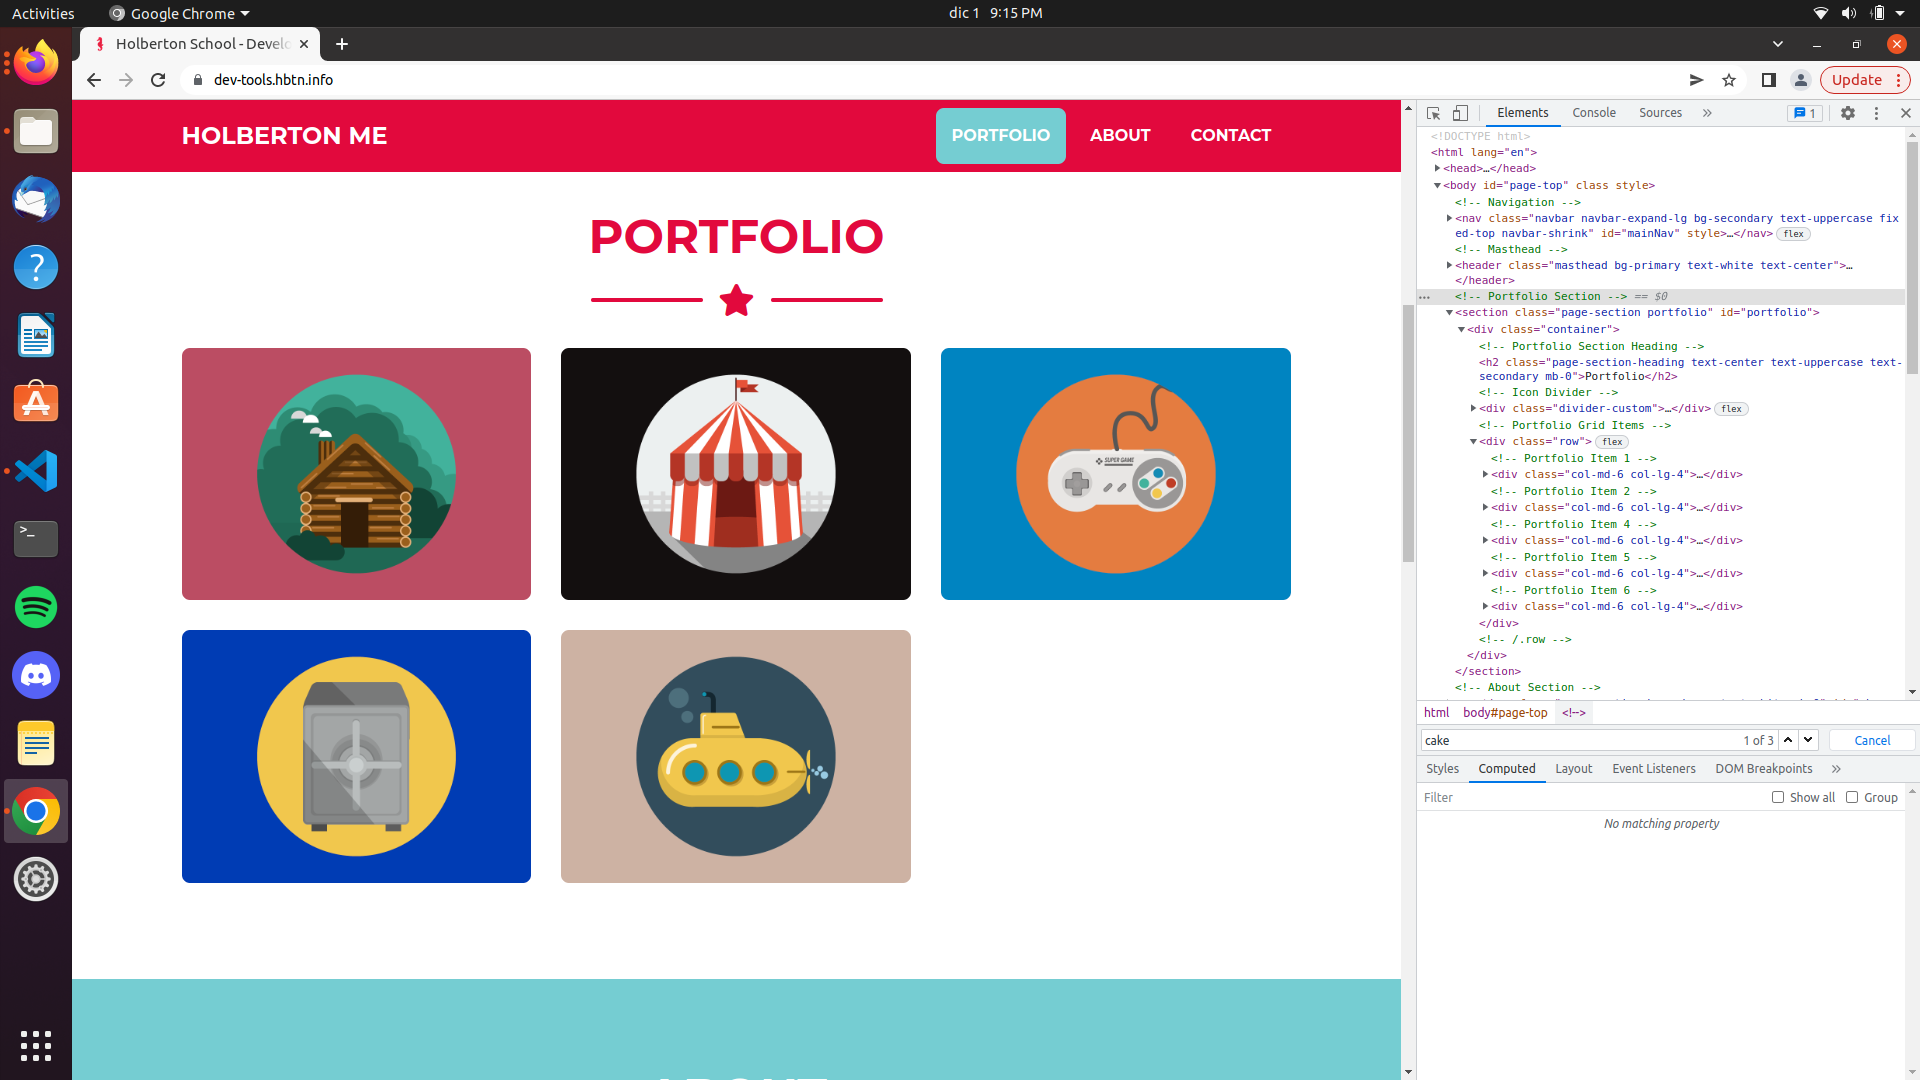 Activities
Google Chrome
dic 1 9:15 PM
Holberton School - Develo
dev-tools.hbtn.info
Update
HOLBERTON ME
PORTFOLIO
ABOUT
CONTACT
PORTFOLIO
SUPER GAME
Elements
Console
Sources
»
1
<!DOCTYPE html>
<html lang="en">
<head>…</head>
<body id="page-top" class style>
<!-- Navigation -->
<nav class="navbar navbar-expand-lg bg-secondary text-uppercase fix
ed-top navbar-shrink" id="mainNav" style>…</nav> flex
<!-- Masthead -->
<header class="masthead bg-primary text-white text-center">…
</header>
<!-- Portfolio Section --> == $0
<section class="page-section portfolio" id="portfolio">
<div class="container">
<!-- Portfolio Section Heading -->
<h2 class="page-section-heading text-center text-uppercase text-
secondary mb-0">Portfolio</h2>
<!-- Icon Divider -->
<div class="divider-custom">…</div> flex
<!-- Portfolio Grid Items -->
<div class="row"> flex
<!-- Portfolio Item 1 -->
<div class="col-md-6 col-lg-4">…</div>
<!-- Portfolio Item 2 -->
<div class="col-md-6 col-lg-4">…</div>
<!-- Portfolio Item 4 -->
<div class="col-md-6 col-lg-4">…</div>
<!-- Portfolio Item 5 -->
<div class="col-md-6 col-lg-4">…</div>
<!-- Portfolio Item 6 -->
<div class="col-md-6 col-lg-4">…</div>
</div>
<!-- /.row -->
</div>
</section>
<!-- About Section -->
html body#page-top <!-->
cake
1 of 3
Cancel
Styles
Computed
Layout
Event Listeners
DOM Breakpoints
»
Filter
Show all
Group
No matching property